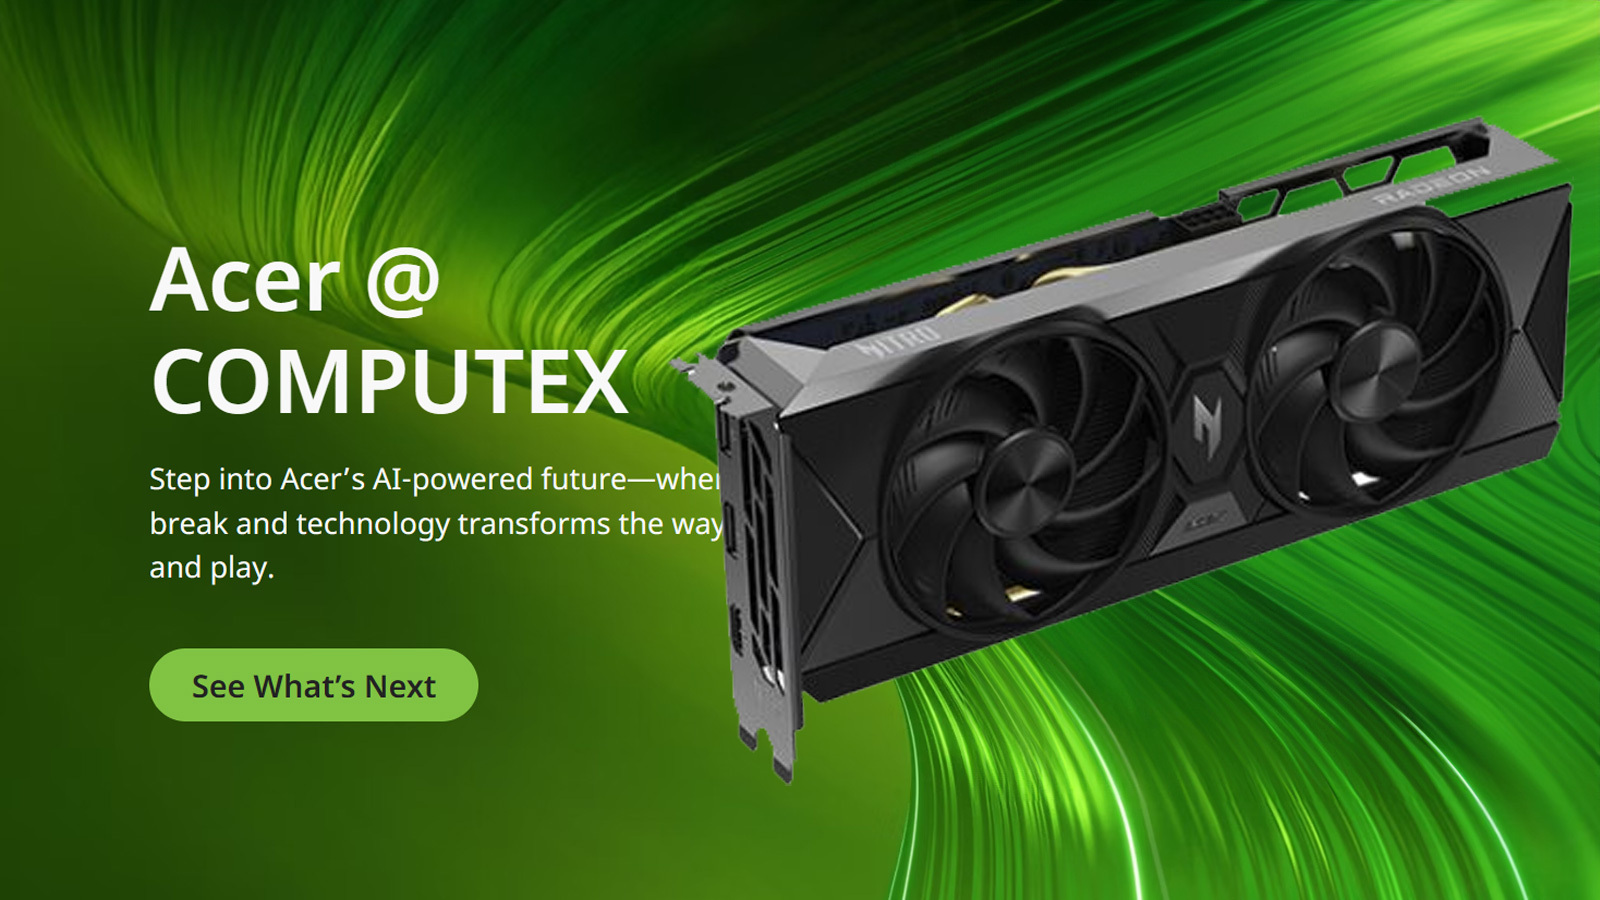 Acer @
COMPUTEX
Step into Acer’s AI-powered future—wher
break and technology transforms the way
and play.
See What’s Next
NITRO
RADEON